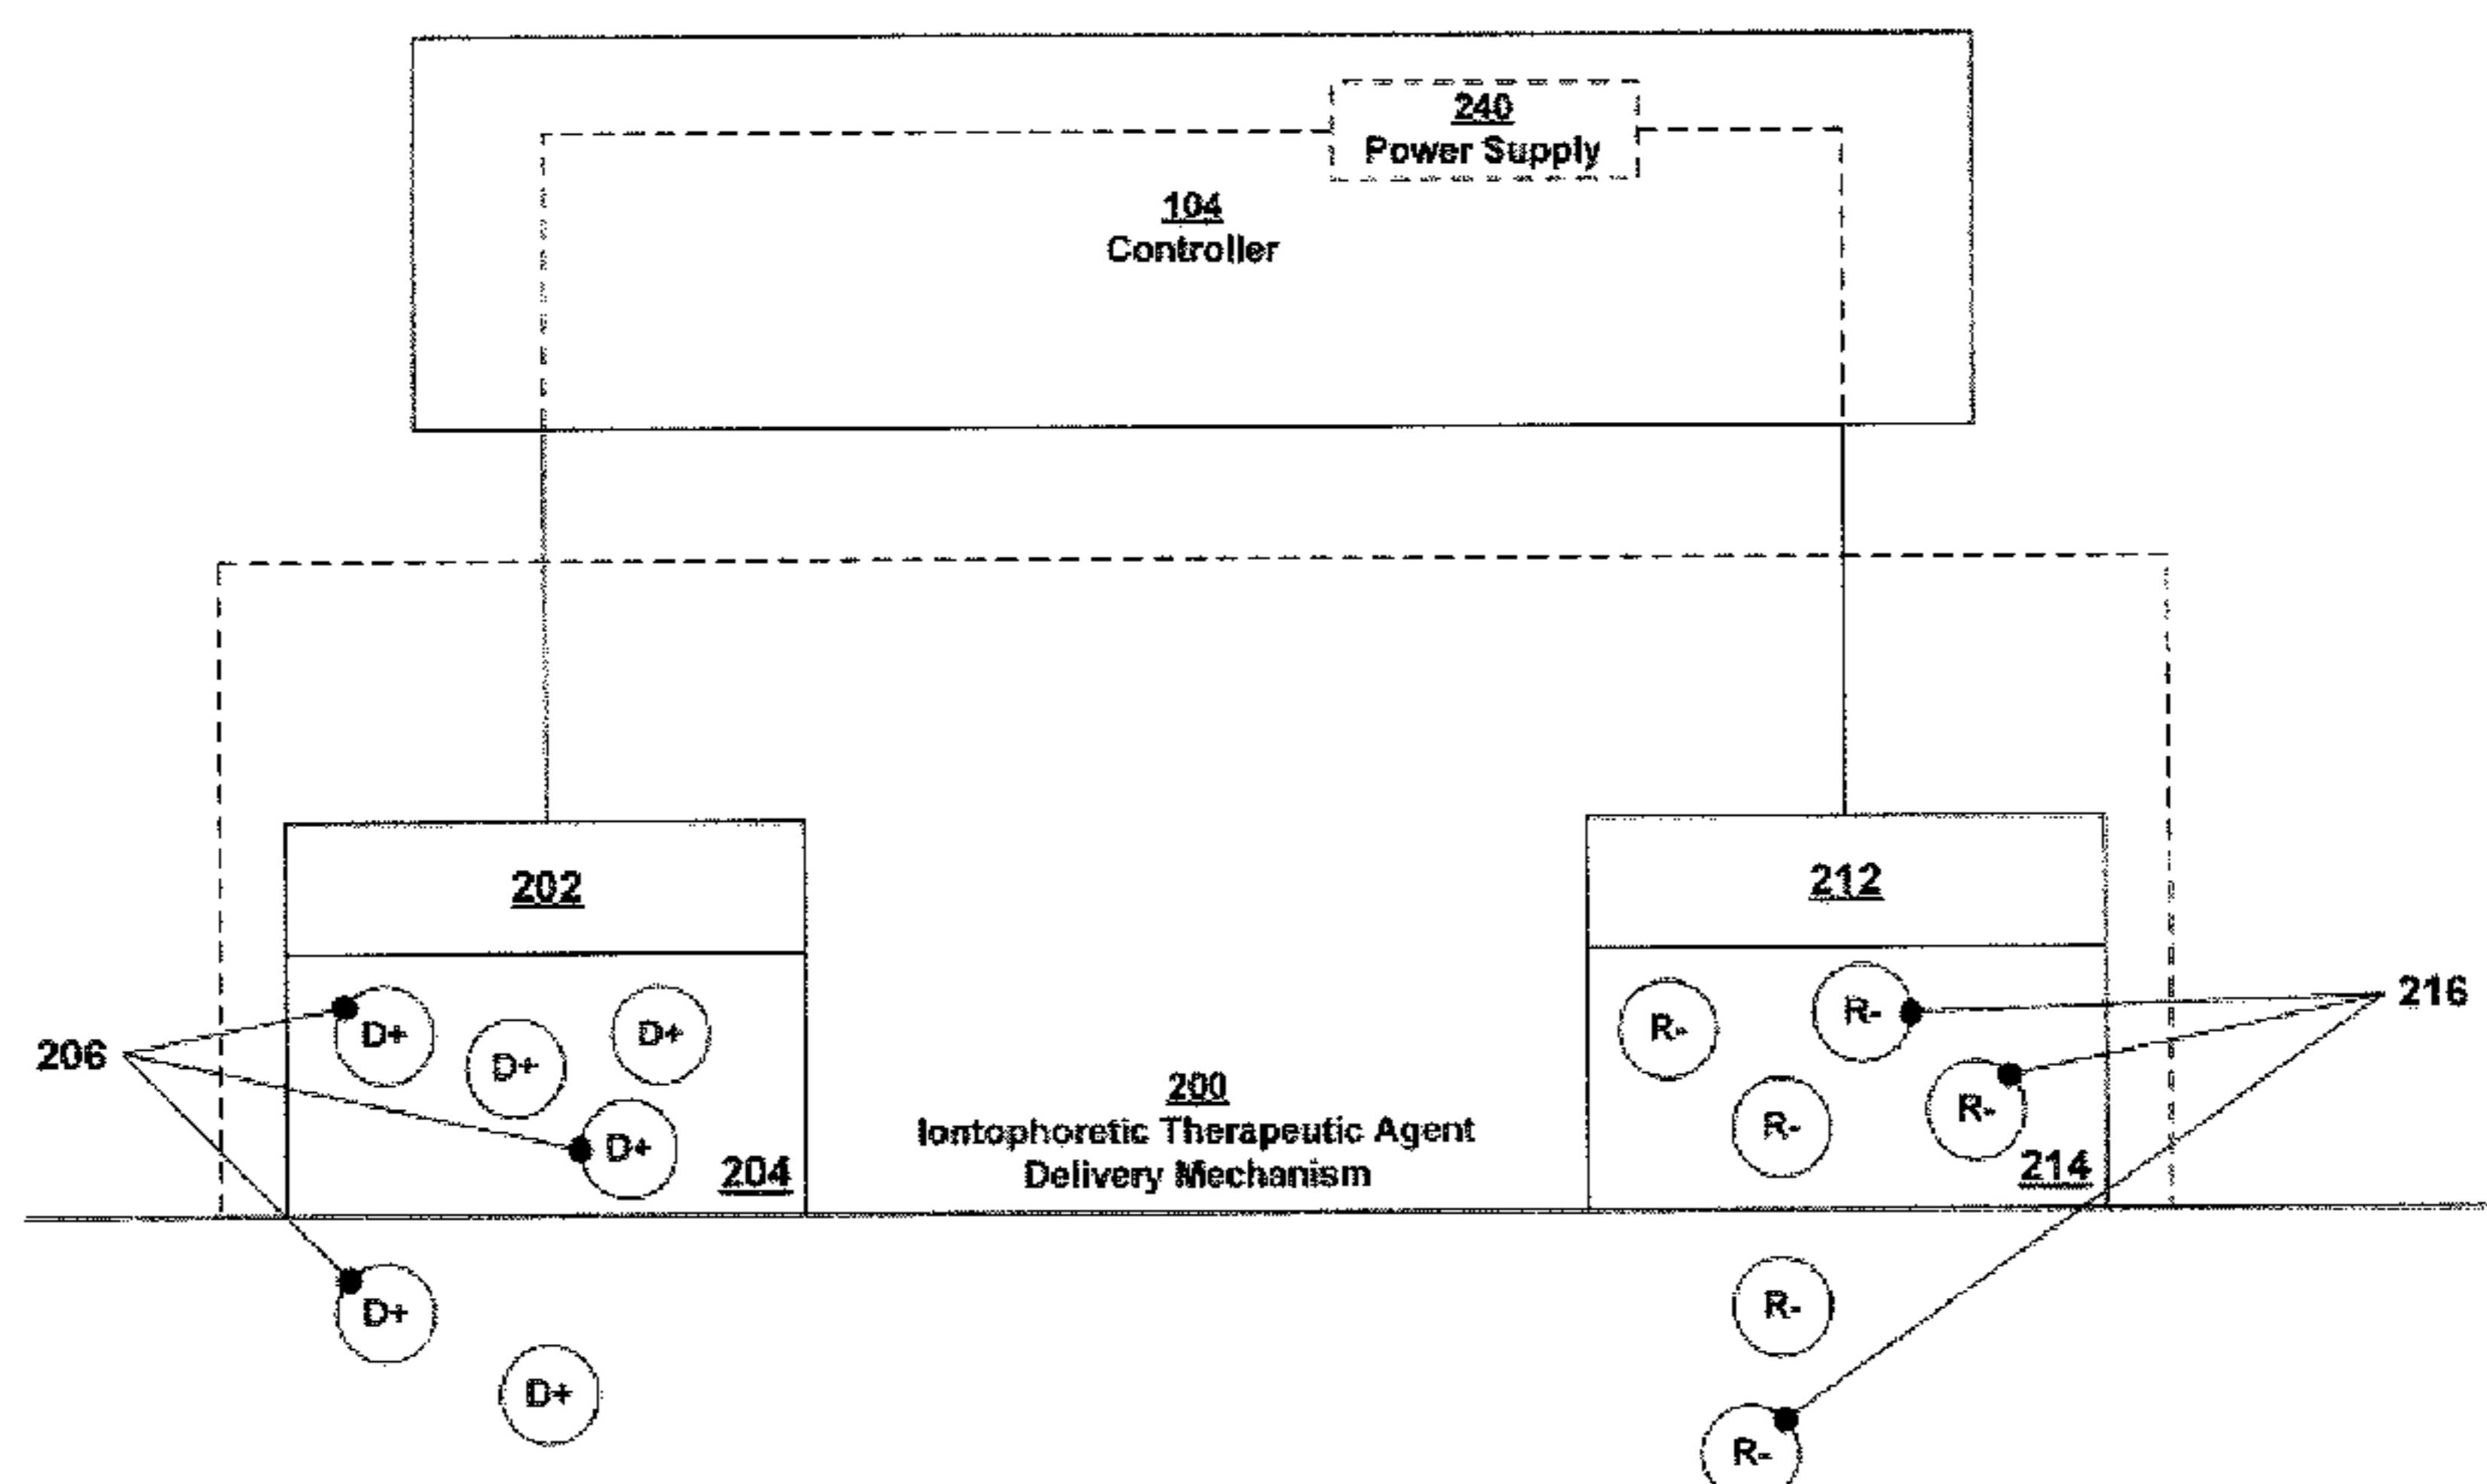 240
Power Supply
104
Controller
202
212
206
D+
D+
D+
D+
204
200
Iontophoretic Therapeutic Agent
Delivery Mechanism
R-
R-
R-
R-
214
216
D+
D+
R-
R-